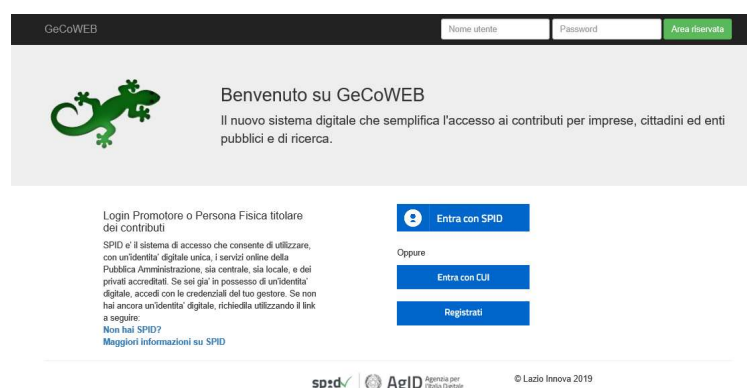 GeCoWEB
Nome utente
Password
Area riservata
Benvenuto su GeCoWEB
Il nuovo sistema digitale che semplifica l'accesso ai contributi per imprese, cittadini ed enti
pubblici e di ricerca.
Login Promotore o Persona Fisica titolare
dei contributi
SPID e' il sistema di accesso che consente di utilizzare,
con un'identita' digitale unica, i servizi online della
Pubblica Amministrazione, sia centrale, sia locale, e dei
privati accreditati. Se sei gia' in possesso di un'identita'
digitale, accedi con le credenziali del tuo gestore. Se non
hai ancora un'identita' digitale, richiedila utilizzando il link
a seguire:
Non hai SPID?
Maggiori informazioni su SPID
Entra con SPID
Oppure
Entra con CUI
Registrati
spid
AgID
Agenzia per
l'Italia Digitale
© Lazio Innova 2019